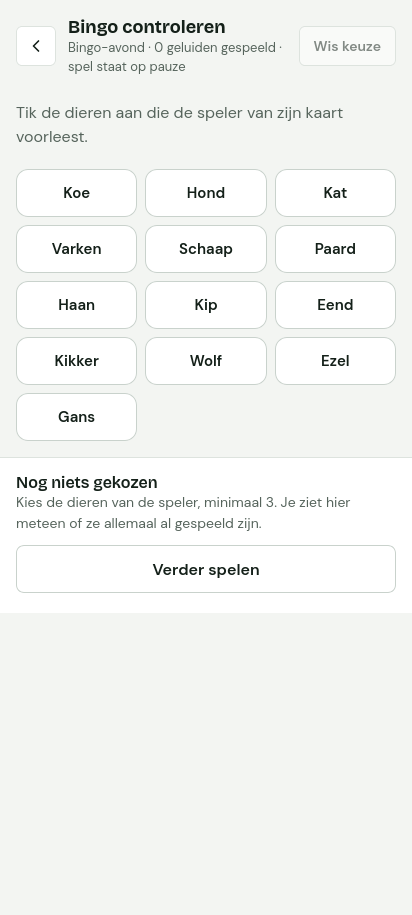 Bingo controleren
Bingo-avond · 0 geluiden gespeeld ·
spel staat op pauze
Wis keuze
Tik de dieren aan die de speler van zijn kaart
voorleest.
Koe
Hond
Kat
Varken
Schaap
Paard
Haan
Kip
Eend
Kikker
Wolf
Ezel
Gans
Nog niets gekozen
Kies de dieren van de speler, minimaal 3. Je ziet hier
meteen of ze allemaal al gespeeld zijn.
Verder spelen